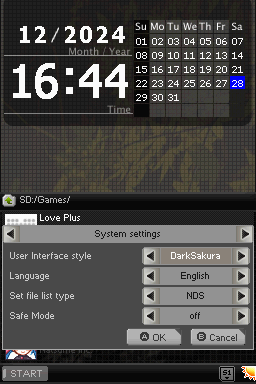 12/2024
Month / Year
16:44
Time
Su Mo Tu We Th Fr Sa
01 02 03 04 05 06 07
08 09 10 11 12 13 14
15 16 17 18 19 20 21
22 23 24 25 26 27 28
29 30 31
SD:/Games/
Love Plus
System settings
User Interface style DarkSakura
Language English
Set file list type NDS
Safe Mode off
A OK B Cancel
START